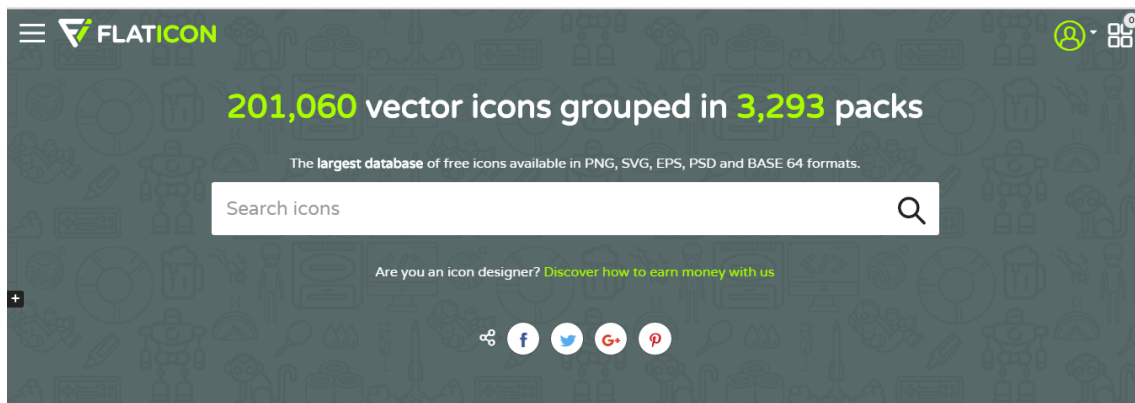 FLATICON
0
201,060 vector icons grouped in 3,293 packs
The largest database of free icons available in PNG, SVG, EPS, PSD and BASE 64 formats.
Search icons
Are you an icon designer? Discover how to earn money with us